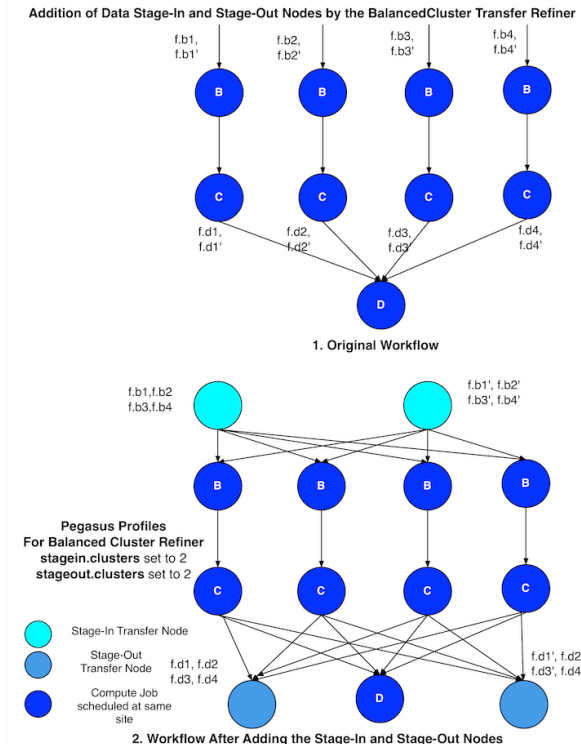 Addition of Data Stage-In and Stage-Out Nodes by the BalancedCluster Transfer Refiner
f.b1,
f.b1'
f.b2,
f.b2'
f.b3,
f.b3'
f.b4,
f.b4'
B
B
B
B
C
C
C
C
f.d1,
f.d1'
f.d2,
f.d2'
f.d3,
f.d3'
f.d4,
f.d4'
D
1. Original Workflow
f.b1,f.b2
f.b3,f.b4
f.b1', f.b2'
f.b3', f.b4'
B
B
B
B
Pegasus Profiles
For Balanced Cluster Refiner
stagein.clusters set to 2
stageout.clusters set to 2
C
C
C
C
Stage-In Transfer Node
Stage-Out
Transfer Node
Compute Job
scheduled at same
site
f.d1, f.d2
f.d3, f.d4
D
f.d1', f.d2
f.d3', f.d4
2. Workflow After Adding the Stage-In and Stage-Out Nodes